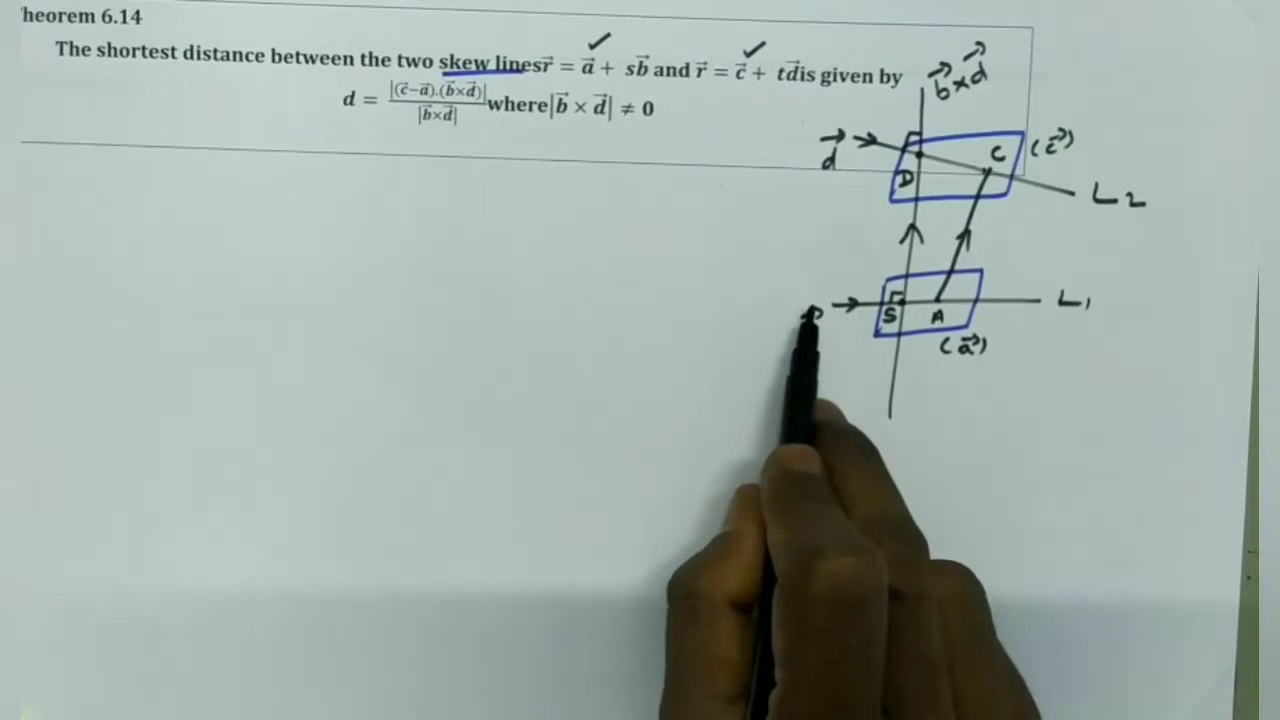 heorem 6.14
The shortest distance between the two skew lines r⃗ = a⃗ + sb⃗ and r⃗ = c⃗ + td⃗is given by
d = |(c⃗−a⃗).(b⃗×d⃗)| / |b⃗×d⃗| where|b⃗ × d⃗| ≠ 0
b⃗×d⃗
d⃗
C (c⃗)
D
L2
L1
S A
(a⃗)